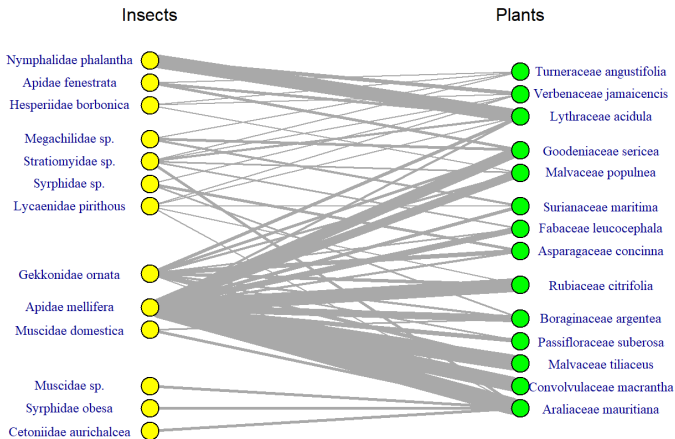 Insects
Plants
Nymphalidae phalantha
Apidae fenestrata
Hesperiidae borbonica
Megachilidae sp.
Stratiomyidae sp.
Syrphidae sp.
Lycaenidae pirithous
Gekkonidae ornata
Apidae mellifera
Muscidae domestica
Muscidae sp.
Syrphidae obesa
Cetoniidae aurichalcea
Turneraceae angustifolia
Verbenaceae jamaicencis
Lythraceae acidula
Goodeniaceae sericea
Malvaceae populnea
Surianaceae maritima
Fabaceae leucocephala
Asparagaceae concinna
Rubiaceae citrifolia
Boraginaceae argentea
Passifloraceae suberosa
Malvaceae tiliaceus
Convolvulaceae macrantha
Araliaceae mauritiana